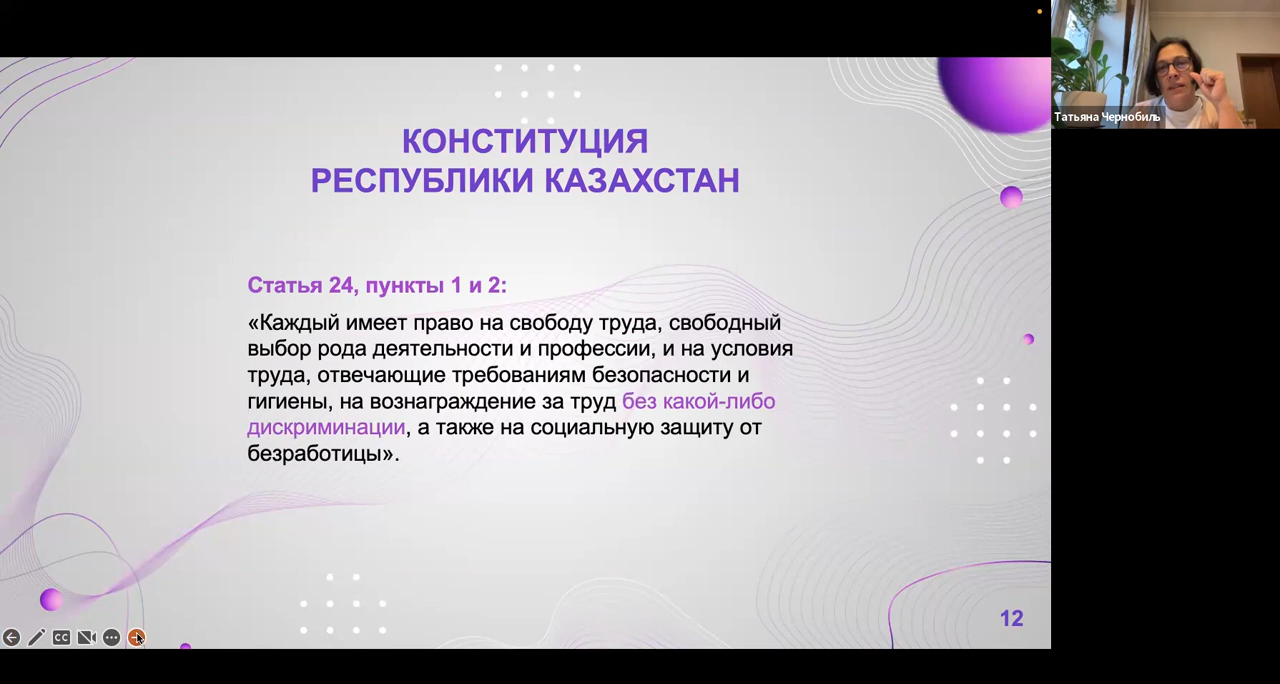 КОНСТИТУЦИЯ
РЕСПУБЛИКИ КАЗАХСТАН
Статья 24, пункты 1 и 2:
«Каждый имеет право на свободу труда, свободный
выбор рода деятельности и профессии, и на условия
труда, отвечающие требованиям безопасности и
гигиены, на вознаграждение за труд без какой-либо
дискриминации, а также на социальную защиту от
безработицы».
12
CC
Татьяна Чернобиль